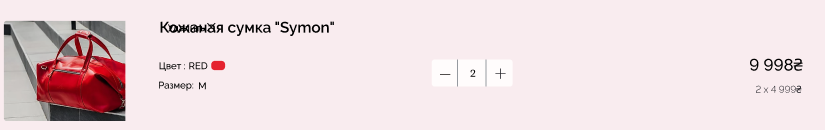 Кожаная сумка "Symon"
Цвет : RED
Размер: M
— 2 +
9 998₴
2 x 4 999₴